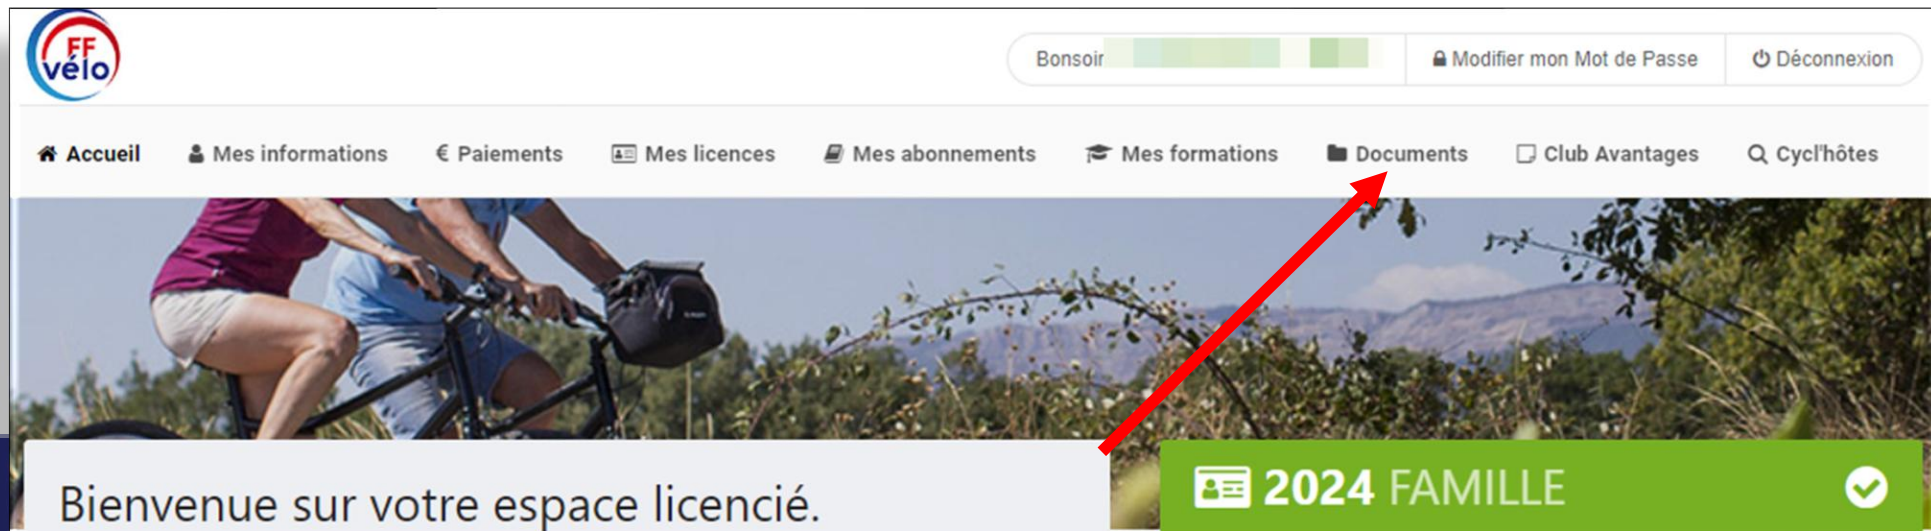 FF
vélo
Bonsoir
Modifier mon Mot de Passe
Déconnexion
Accueil
Mes informations
€ Paiements
Mes licences
Mes abonnements
Mes formations
Documents
Club Avantages
Cycl'hôtes
Bienvenue sur votre espace licencié.
2024 FAMILLE